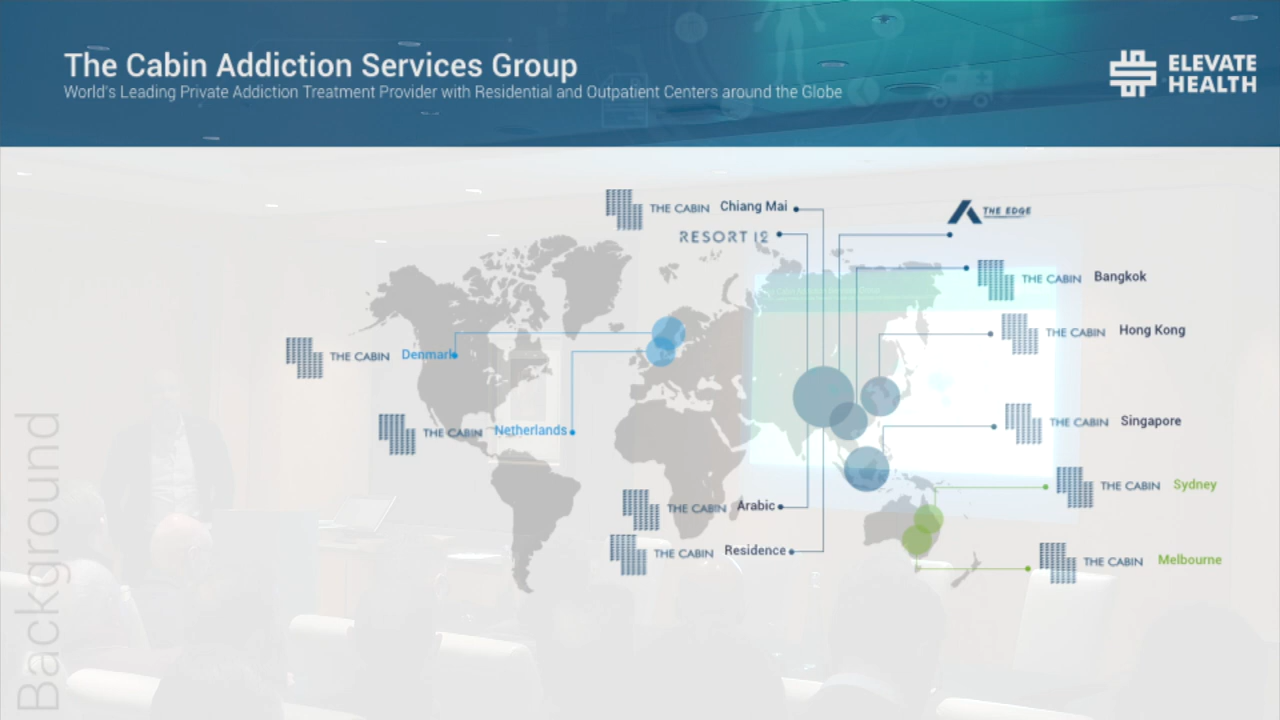 The Cabin Addiction Services Group
World's Leading Private Addiction Treatment Provider with Residential and Outpatient Centers around the Globe
ELEVATE
HEALTH
THE CABIN Chiang Mai
RESORT 12
THE EDGE
THE CABIN Bangkok
THE CABIN Hong Kong
THE CABIN Denmark
THE CABIN Netherlands
THE CABIN Singapore
THE CABIN Sydney
THE CABIN Arabic
THE CABIN Residence
THE CABIN Melbourne
Background